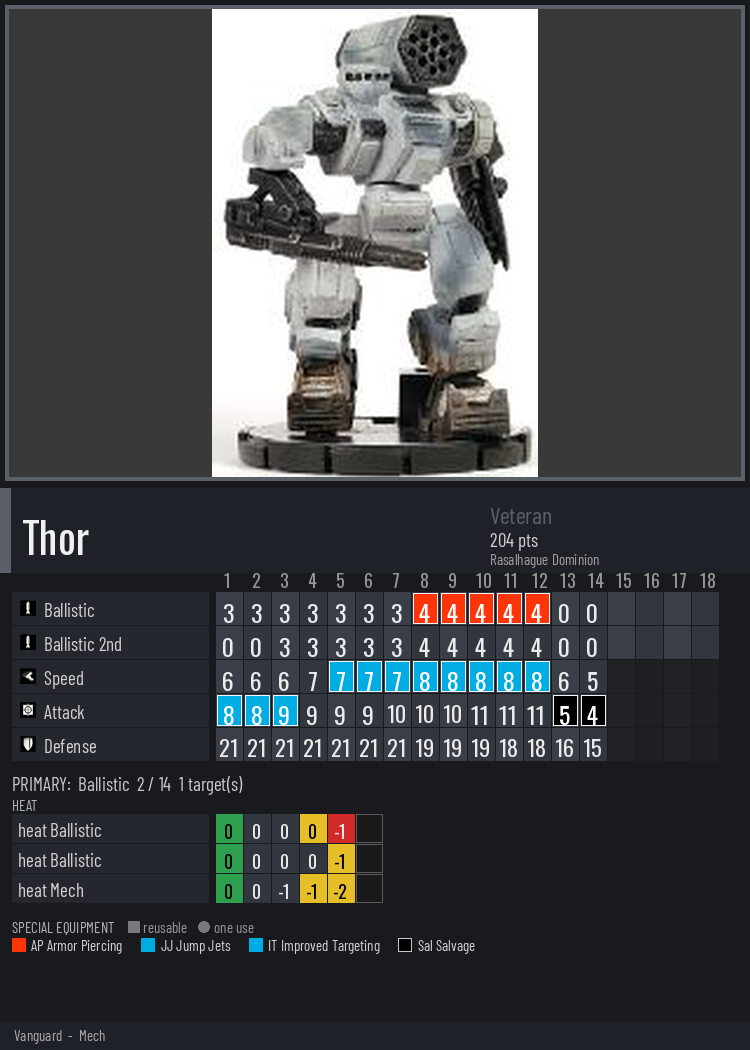 Thor
Veteran
204 pts
Rasalhague Dominion
1 2 3 4 5 6 7 8 9 10 11 12 13 14 15 16 17 18
Ballistic 3 3 3 3 3 3 3 4 4 4 4 4 0 0
Ballistic 2nd 0 0 3 3 3 3 3 4 4 4 4 4 0 0
Speed 6 6 6 7 7 7 7 8 8 8 8 8 6 5
Attack 8 8 9 9 9 9 10 10 10 11 11 11 5 4
Defense 21 21 21 21 21 21 21 19 19 19 18 18 16 15
PRIMARY: Ballistic 2 / 14 1 target(s)
HEAT
heat Ballistic 0 0 0 0 -1
heat Ballistic 0 0 0 0 -1
heat Mech 0 0 -1 -1 -2
SPECIAL EQUIPMENT reusable one use
AP Armor Piercing JJ Jump Jets IT Improved Targeting Sal Salvage
Vanguard - Mech